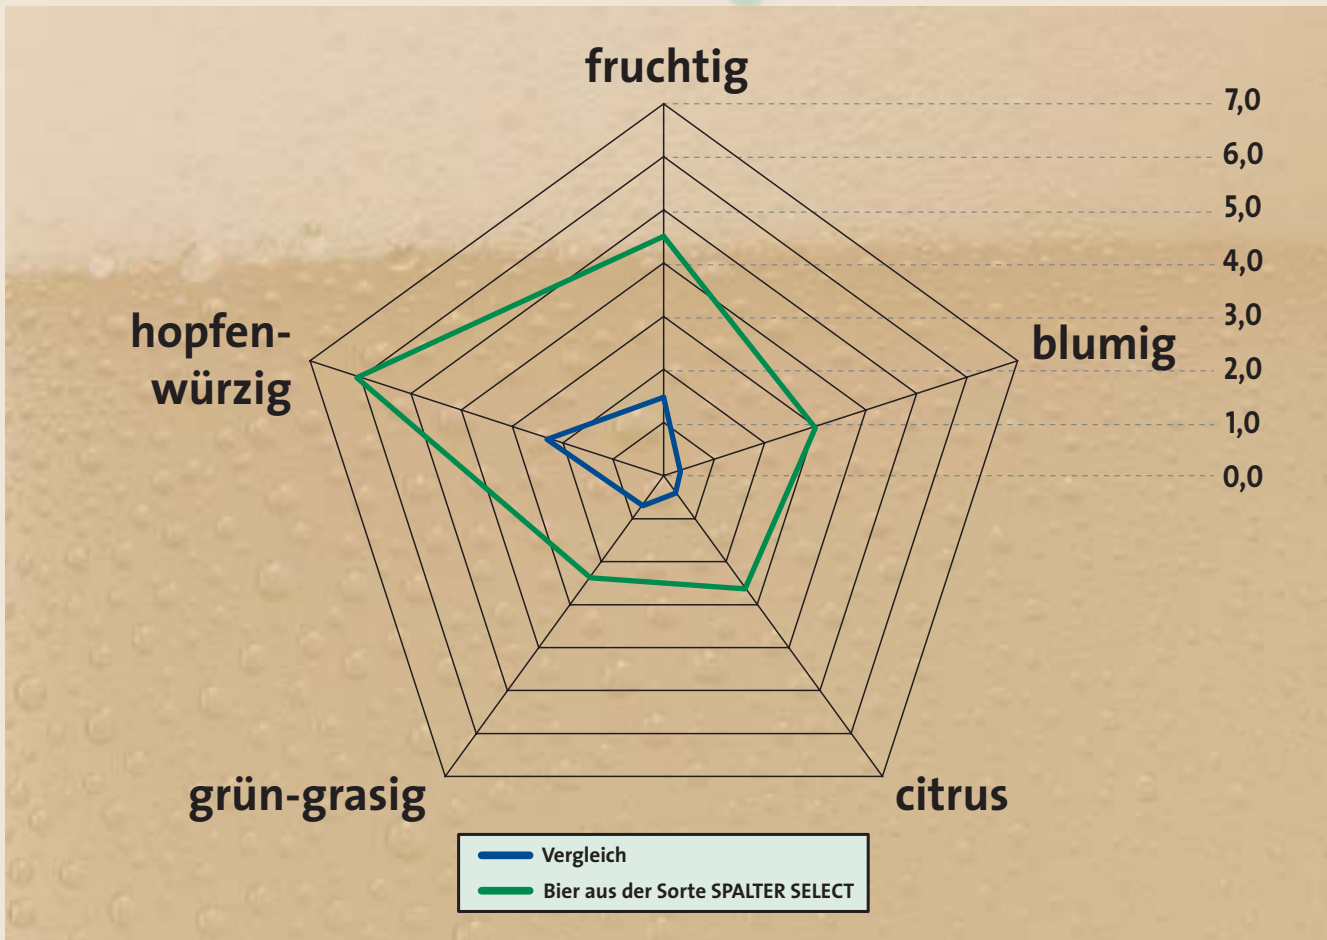 fruchtig
7,0
6,0
5,0
4,0
3,0
2,0
1,0
0,0
hopfen-
würzig
blumig
grün-grasig
citrus
Vergleich
Bier aus der Sorte SPALTER SELECT